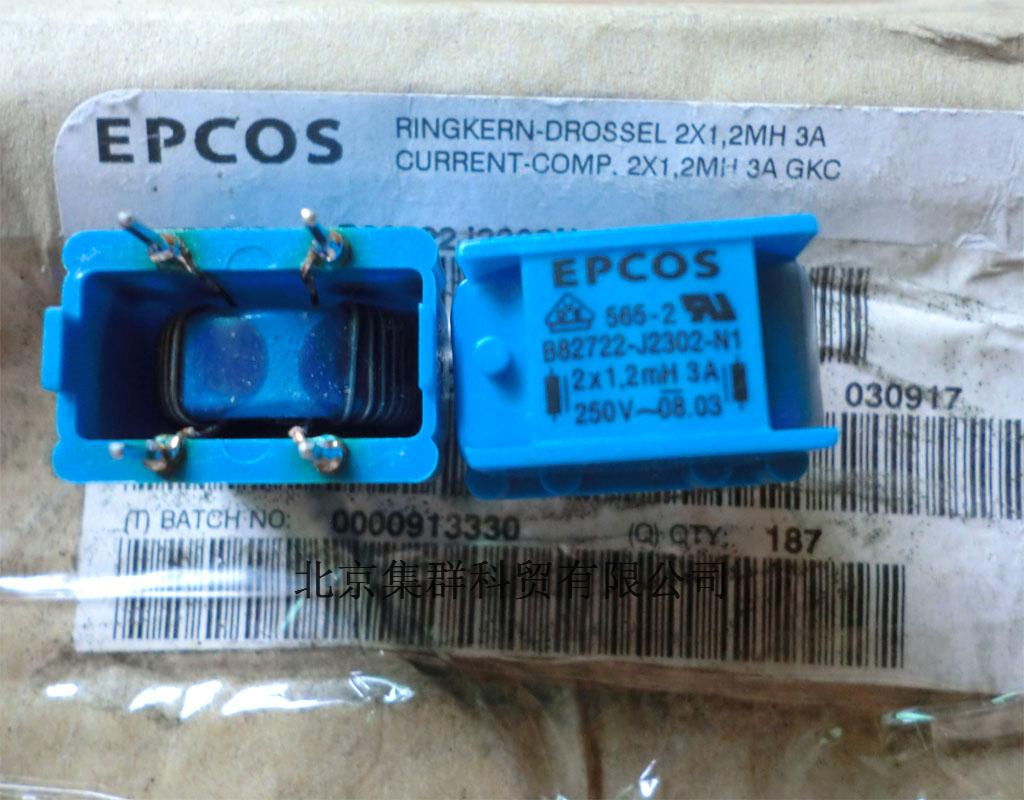 EPCOS
RINGKERN-DROSSEL 2X1,2MH 3A
CURRENT-COMP. 2X1,2MH 3A GKC
EPCOS
565-2
B82722-J2302-N1
2x1,2mH 3A
250V~08.03
030917
(T) BATCH NO: 0000913330
(Q) QTY: 187
北京集群科贸有限公司